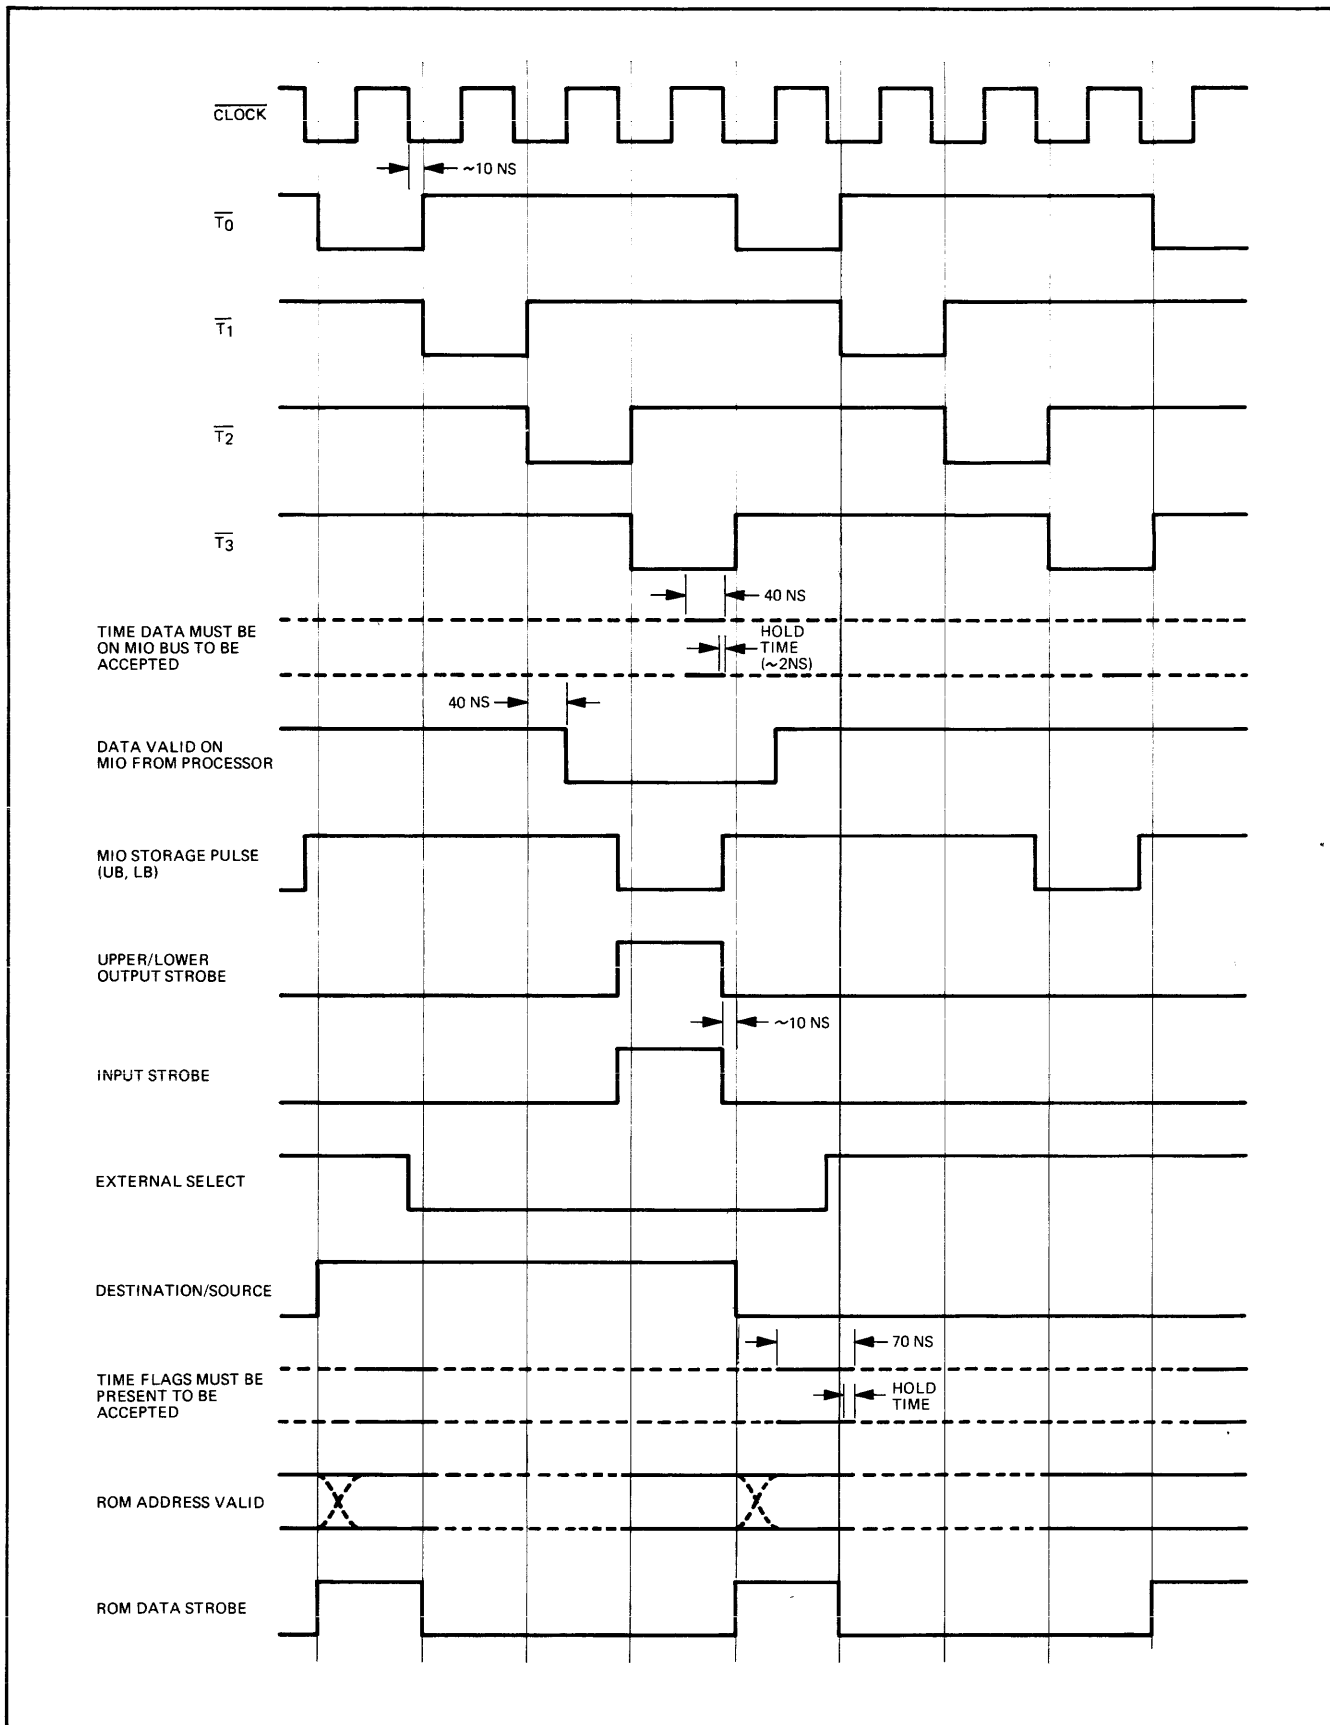 CLOCK
~10 NS
T0
T1
T2
T3
40 NS
TIME DATA MUST BE
ON MIO BUS TO BE
ACCEPTED
HOLD
TIME
(~2NS)
40 NS
DATA VALID ON
MIO FROM PROCESSOR
MIO STORAGE PULSE
(UB, LB)
UPPER/LOWER
OUTPUT STROBE
~10 NS
INPUT STROBE
EXTERNAL SELECT
DESTINATION/SOURCE
70 NS
TIME FLAGS MUST BE
PRESENT TO BE
ACCEPTED
HOLD
TIME
ROM ADDRESS VALID
ROM DATA STROBE